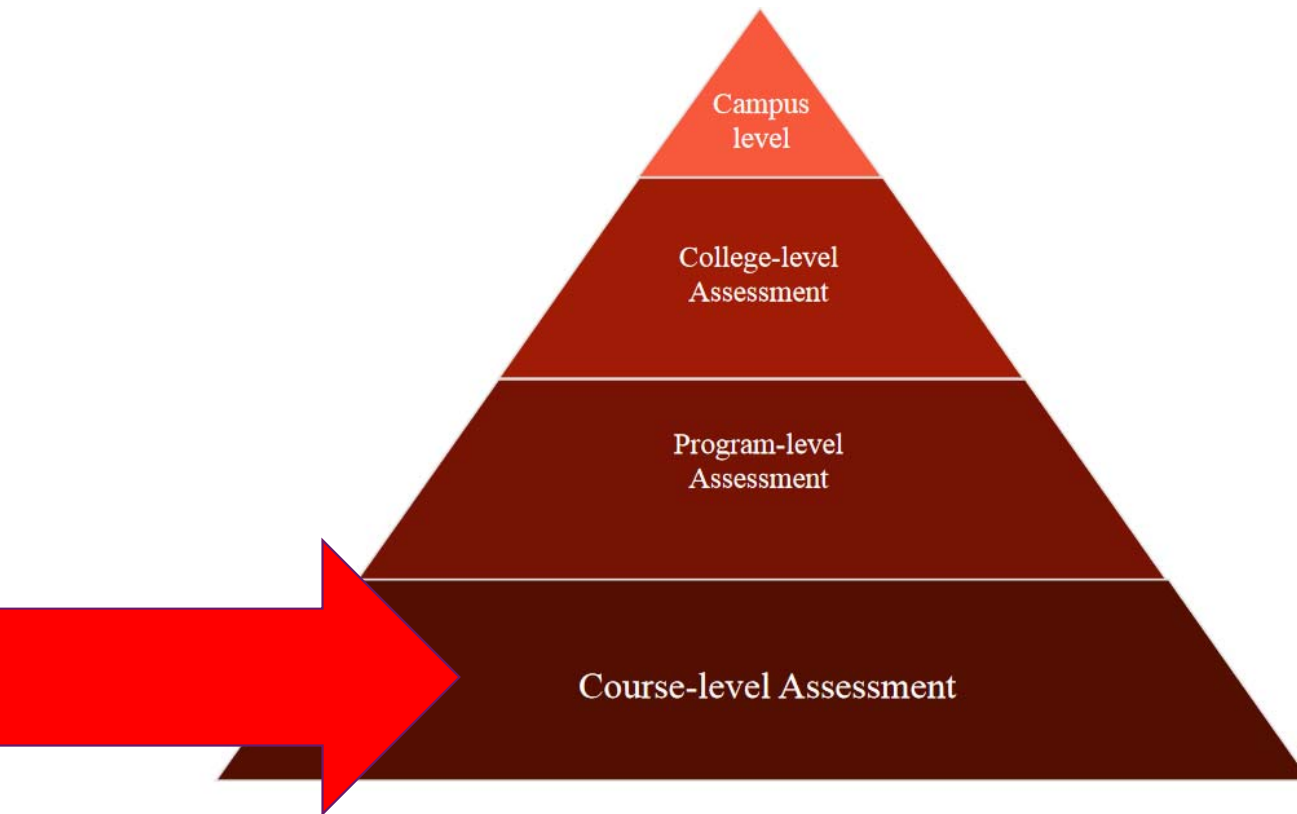 Campus
level
College-level
Assessment
Program-level
Assessment
Course-level Assessment